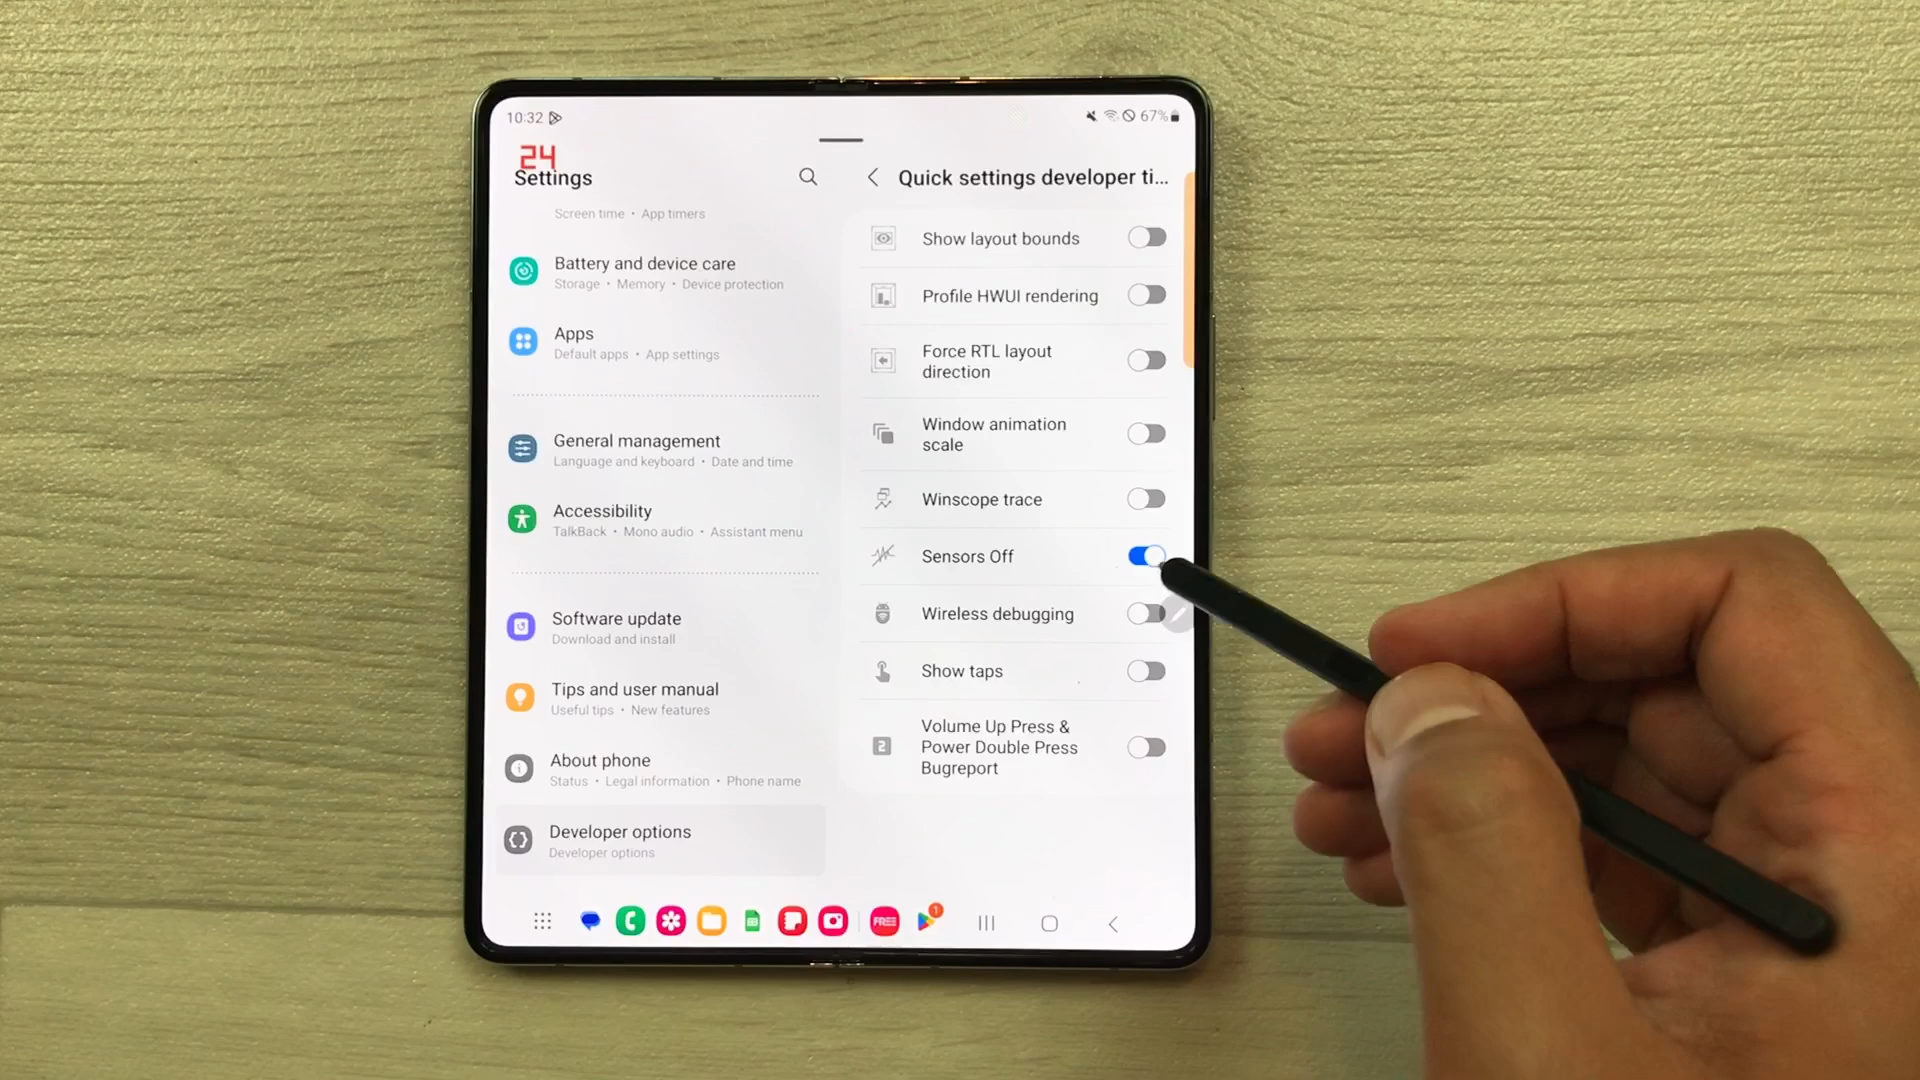 10:32
67%
24
Settings
Screen time • App timers
Battery and device care
Storage • Memory • Device protection
Apps
Default apps • App settings
General management
Language and keyboard • Date and time
Accessibility
TalkBack • Mono audio • Assistant menu
Software update
Download and install
Tips and user manual
Useful tips • New features
About phone
Status • Legal information • Phone name
Developer options
Developer options
Quick settings developer ti...
Show layout bounds
Profile HWUI rendering
Force RTL layout
direction
Window animation
scale
Winscope trace
Sensors Off
Wireless debugging
Show taps
2
Volume Up Press &
Power Double Press
Bugreport
FREE
1